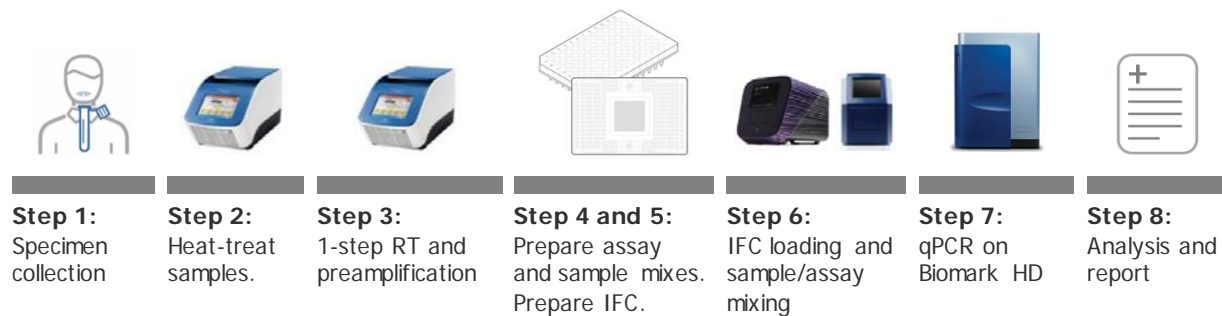 Step 1:
Specimen
collection
Step 2:
Heat-treat
samples.
Step 3:
1-step RT and
preamplification
Step 4 and 5:
Prepare assay
and sample mixes.
Prepare IFC.
Step 6:
IFC loading and
sample/assay
mixing
Step 7:
qPCR on
Biomark HD
Step 8:
Analysis and
report